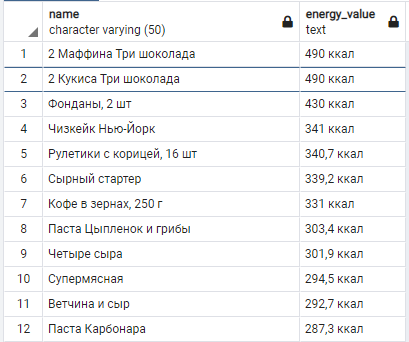 name energy_value
character varying (50) text
1 2 Маффина Три шоколада 490 ккал
2 2 Кукиса Три шоколада 490 ккал
3 Фонданы, 2 шт 430 ккал
4 Чизкейк Нью-Йорк 341 ккал
5 Рулетики с корицей, 16 шт 340,7 ккал
6 Сырный стартер 339,2 ккал
7 Кофе в зернах, 250 г 331 ккал
8 Паста Цыпленок и грибы 303,4 ккал
9 Четыре сыра 301,9 ккал
10 Супермясная 294,5 ккал
11 Ветчина и сыр 292,7 ккал
12 Паста Карбонара 287,3 ккал